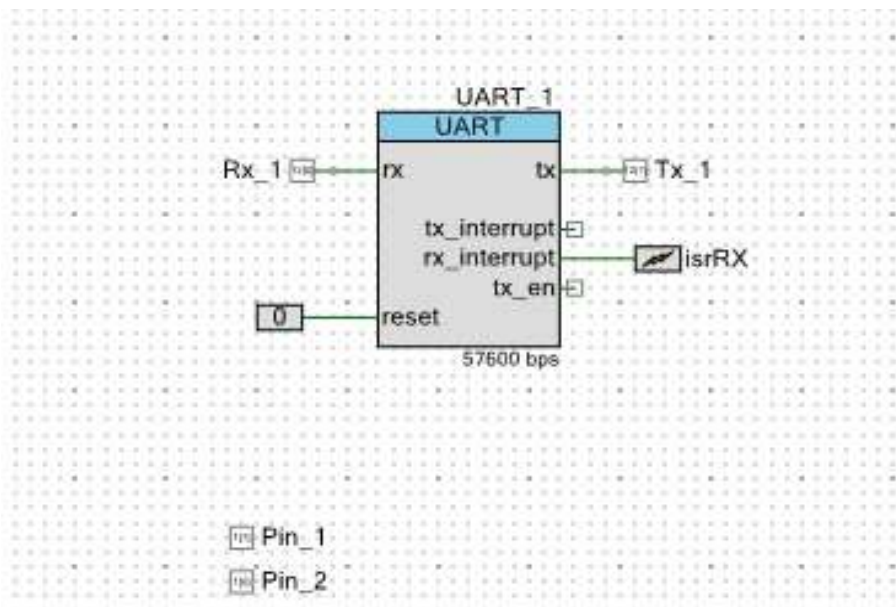 UART_1
UART
Rx_1 rx tx Tx_1
tx_interrupt
rx_interrupt isrRX
tx_en
0 reset
57600 bps
Pin_1
Pin_2